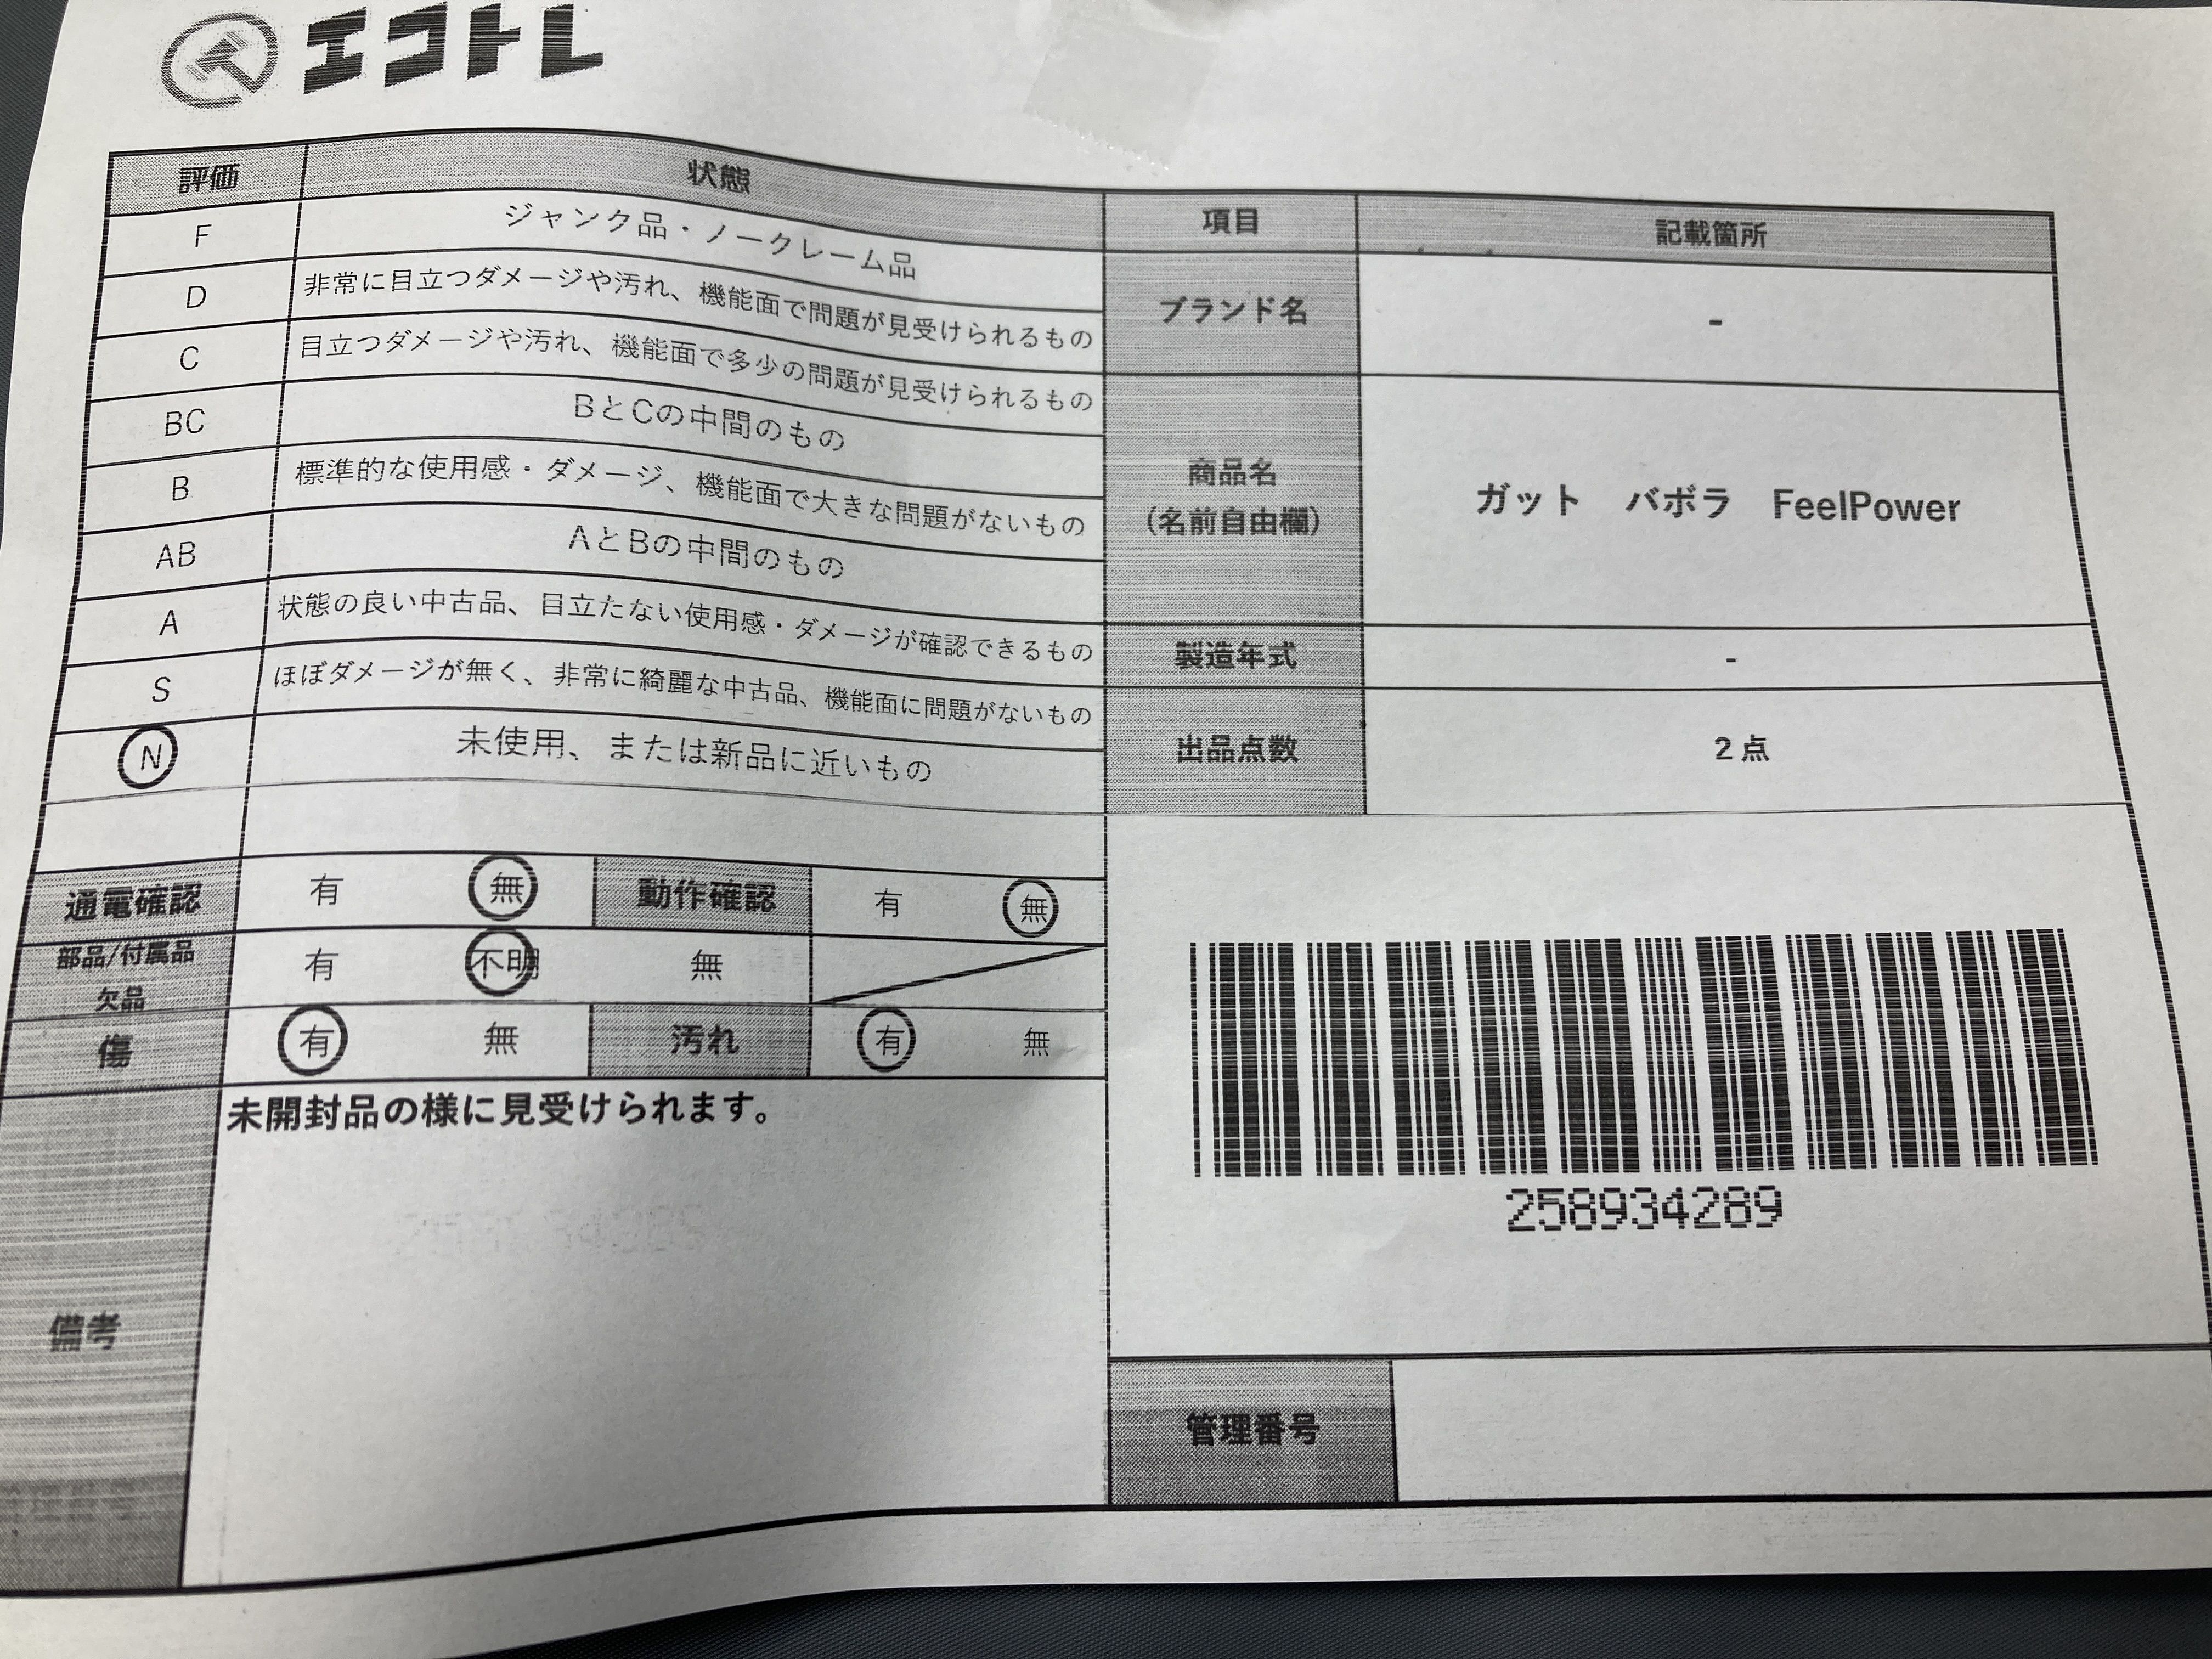 エコトレ
評価 状態
F ジャンク品・ノークレーム品
D 非常に目立つダメージや汚れ、機能面で問題が見受けられるもの
C 目立つダメージや汚れ、機能面で多少の問題が見受けられるもの
BC BとCの中間のもの
B 標準的な使用感・ダメージ、機能面で大きな問題がないもの
AB AとBの中間のもの
A 状態の良い中古品、目立たない使用感・ダメージが確認できるもの
S ほぼダメージが無く、非常に綺麗な中古品、機能面に問題がないもの
N 未使用、または新品に近いもの
通電確認 有 無 動作確認 有 無
部品/付属品
欠品
有 不明 無
傷 有 無 汚れ 有 無
備考
未開封品の様に見受けられます。
項目 記載箇所
ブランド名 -
商品名
(名前自由欄)
ガット バボラ FeelPower
製造年式 -
出品点数 2点
258934289
管理番号